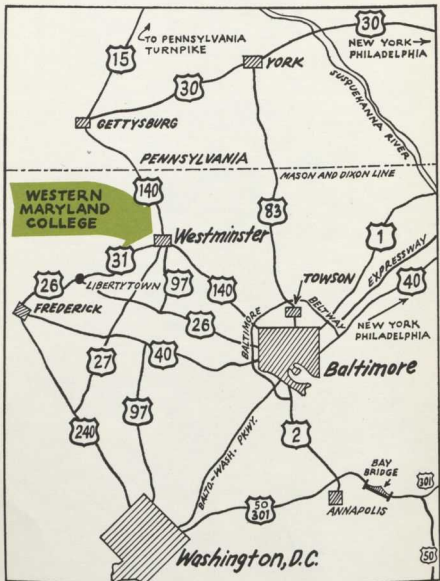 30
TO PENNSYLVANIA
TURNPIKE
15
NEW YORK
PHILADELPHIA
YORK
30
SUSQUEHANNA RIVER
GETTYSBURG
PENNSYLVANIA
140
MASON AND DIXON LINE
WESTERN
MARYLAND
COLLEGE
83
1
Westminster
EXPRESSWAY
31
97
140
TOWSON
40
26
LIBERTYTOWN
BELTWAY
FREDERICK
26
BALTIMORE
NEW YORK
PHILADELPHIA
40
27
Baltimore
97
240
2
BALTO.-WASH.-PKWY.
BAY
BRIDGE
50
301
301
ANNAPOLIS
50
Washington, D.C.